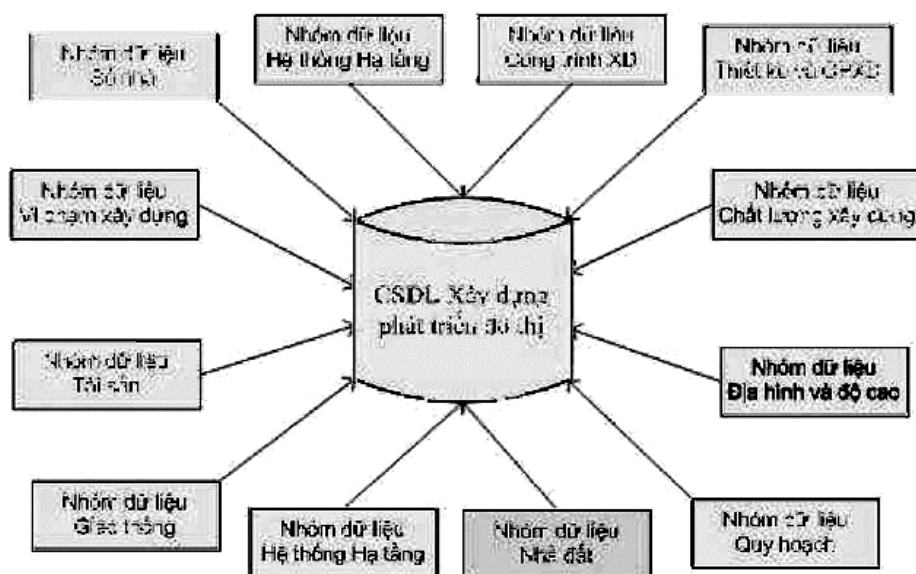 Nhóm dữ liệu
Số nhà
Nhóm dữ liệu
Hệ thống Hạ tầng
Nhóm dữ liệu
Công trình XD
Nhóm dữ liệu
Thiết kế và GPXD
Nhóm dữ liệu
Vi phạm xây dựng
Nhóm dữ liệu
Chất lượng xây dựng
CSDL Xây dựng
phát triển đô thị
Nhóm dữ liệu
Tài sản
Nhóm dữ liệu
Địa hình và độ cao
Nhóm dữ liệu
Giao thông
Nhóm dữ liệu
Hệ thống Hạ tầng
Nhóm dữ liệu
Nhà đất
Nhóm dữ liệu
Quy hoạch